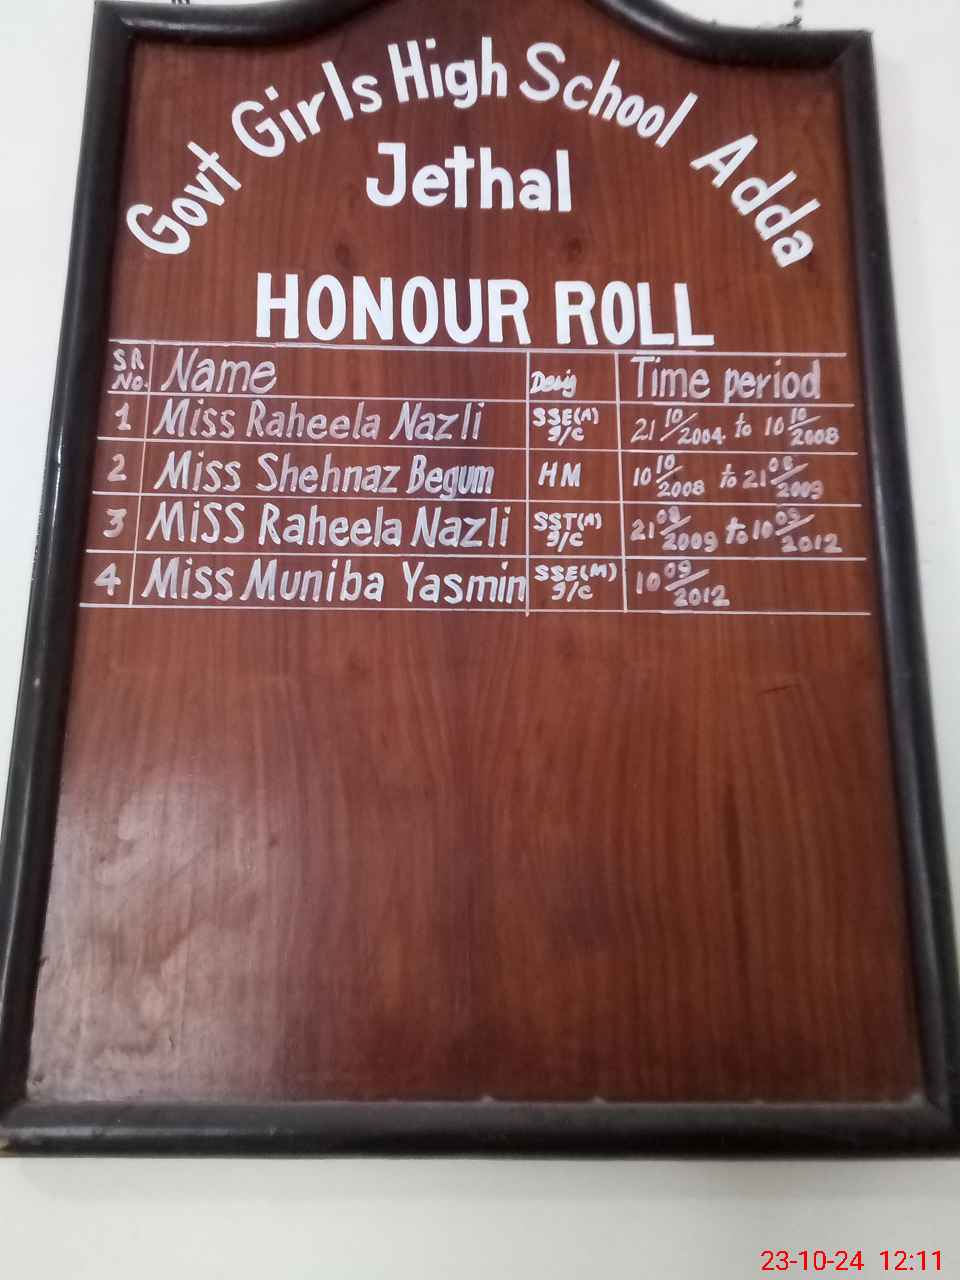 Govt Girls High School Adda
Jethal
HONOUR ROLL
SR No. Name Desig Time period
1 Miss Raheela Nazli SSE(A) I/C 21 10/2004. to 10 10/2008
2 Miss Shehnaz Begum HM 10 10/2008 to 21 08/2009
3 Miss Raheela Nazli SST(A) I/C 21 08/2009 to 10 09/2012
4 Miss Muniba Yasmin SSE(M) I/C 10 09/2012
23-10-24 12:11